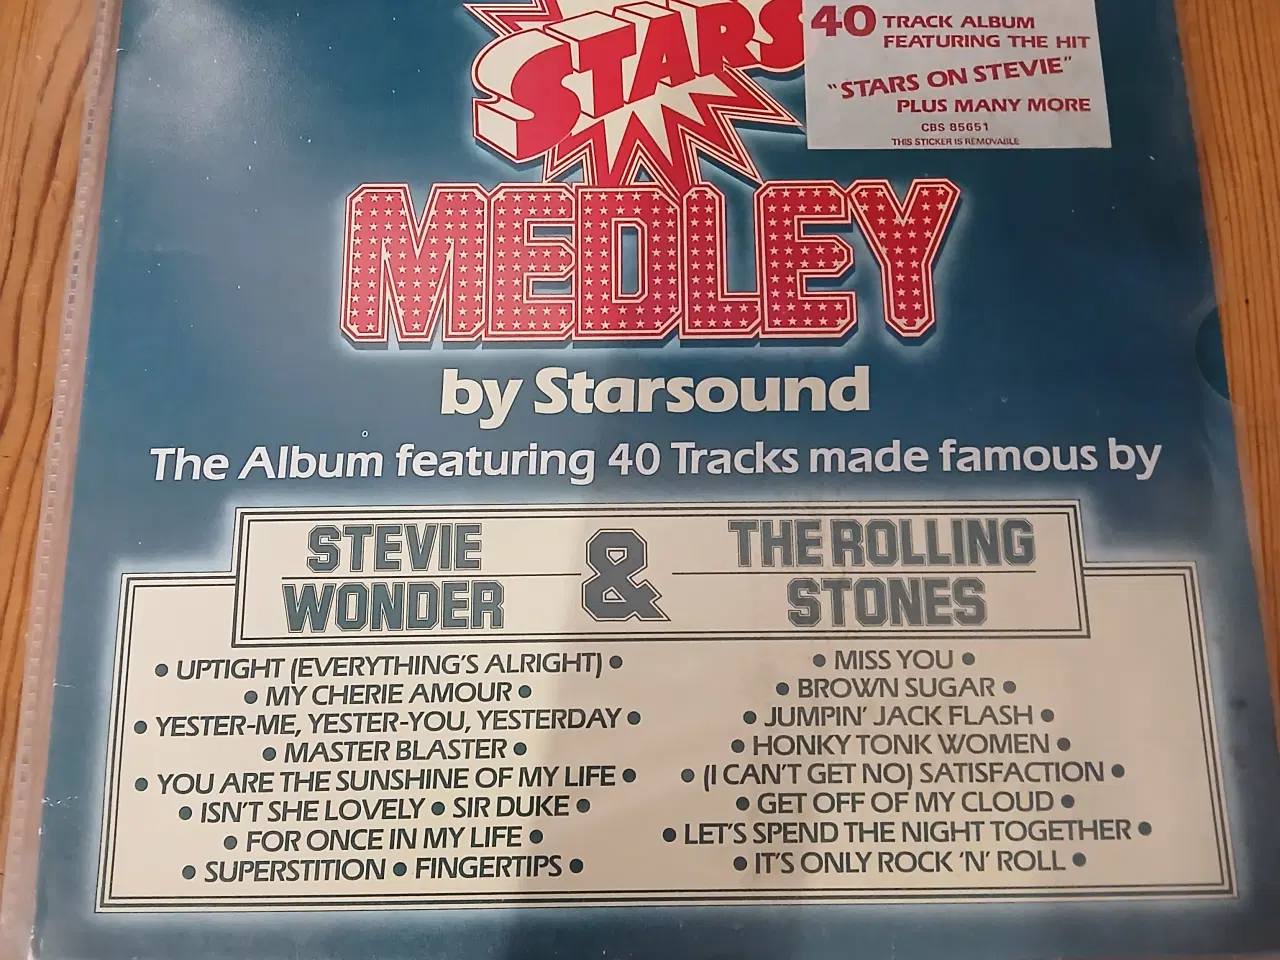 STARS
40 TRACK ALBUM
FEATURING THE HIT
"STARS ON STEVIE"
PLUS MANY MORE
CBS 85651
THIS STICKER IS REMOVABLE
MEDLEY
by Starsound
The Album featuring 40 Tracks made famous by
STEVIE WONDER & THE ROLLING STONES
• UPTIGHT (EVERYTHING'S ALRIGHT) •
• MY CHERIE AMOUR •
• YESTER-ME, YESTER-YOU, YESTERDAY •
• MASTER BLASTER •
• YOU ARE THE SUNSHINE OF MY LIFE •
• ISN'T SHE LOVELY • SIR DUKE •
• FOR ONCE IN MY LIFE •
• SUPERSTITION • FINGERTIPS •
• MISS YOU •
• BROWN SUGAR •
• JUMPIN' JACK FLASH •
• HONKY TONK WOMEN •
• (I CAN'T GET NO) SATISFACTION •
• GET OFF OF MY CLOUD •
• LET'S SPEND THE NIGHT TOGETHER •
• IT'S ONLY ROCK 'N' ROLL •